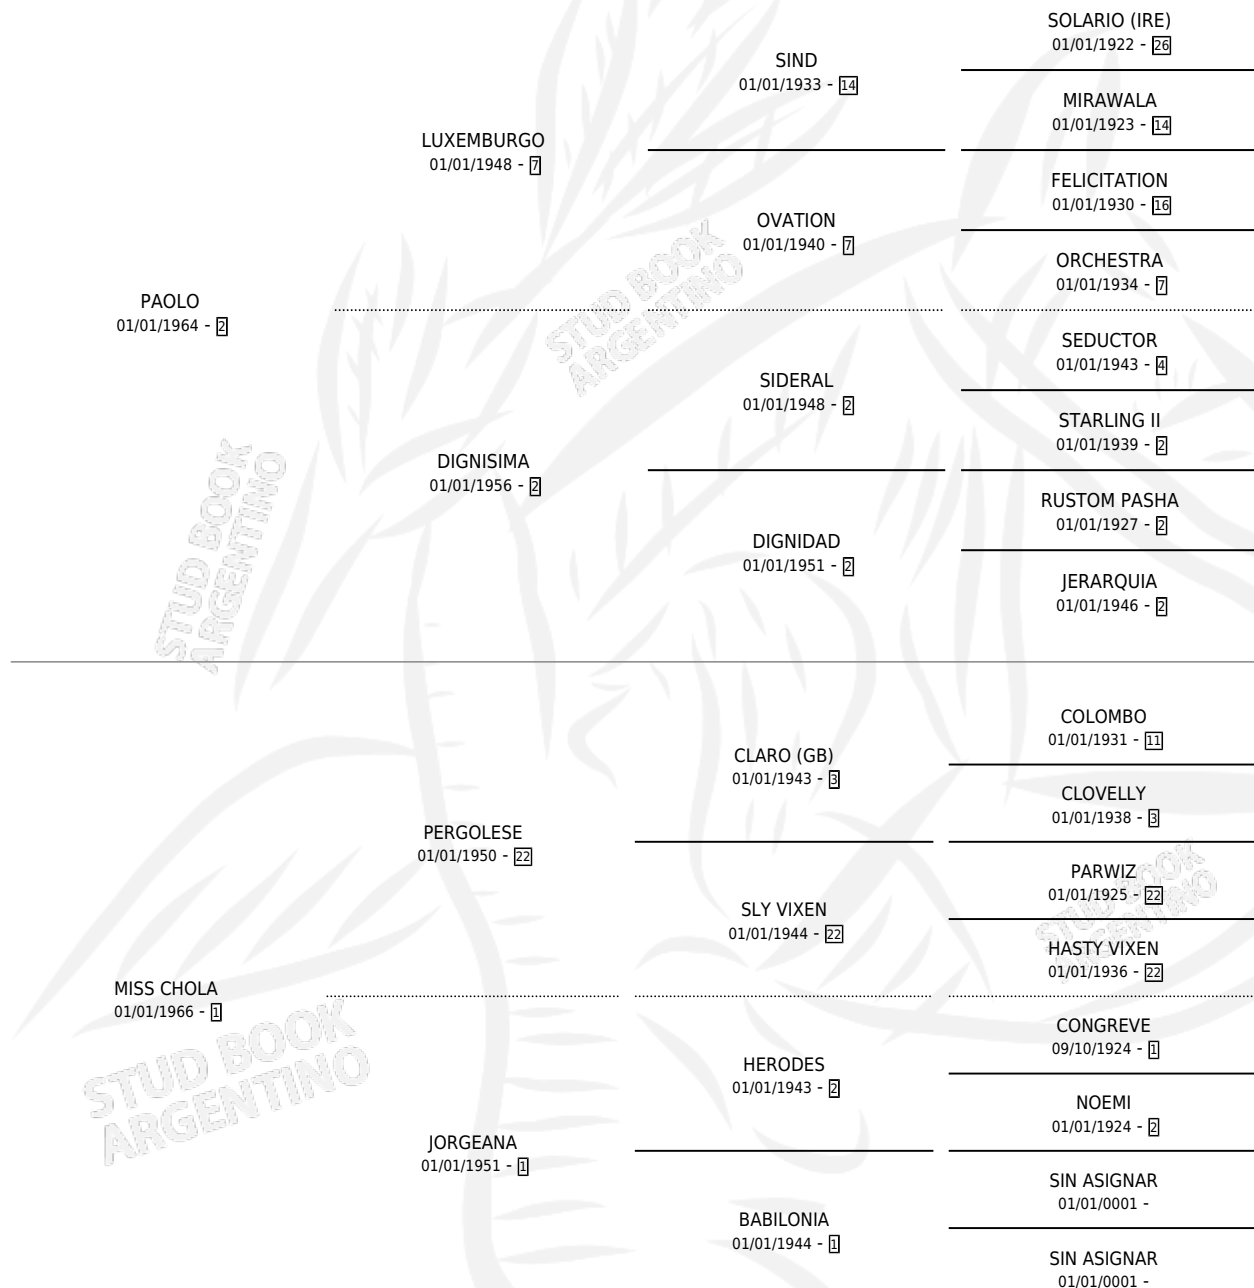 SOLARIO (IRE)
01/01/1922 - 26
SIND
01/01/1933 - 14
MIRAWALA
01/01/1923 - 14
LUXEMBURGO
01/01/1948 - 7
FELICITATION
01/01/1930 - 16
OVATION
01/01/1940 - 7
ORCHESTRA
01/01/1934 - 7
PAOLO
01/01/1964 - 2
SEDUCTOR
01/01/1943 - 4
SIDERAL
01/01/1948 - 2
STARLING II
01/01/1939 - 2
DIGNISIMA
01/01/1956 - 2
RUSTOM PASHA
01/01/1927 - 2
DIGNIDAD
01/01/1951 - 2
JERARQUIA
01/01/1946 - 2
COLOMBO
01/01/1931 - 11
CLARO (GB)
01/01/1943 - 3
CLOVELLY
01/01/1938 - 3
PERGOLESE
01/01/1950 - 22
PARWIZ
01/01/1925 - 22
SLY VIXEN
01/01/1944 - 22
HASTY VIXEN
01/01/1936 - 22
MISS CHOLA
01/01/1966 - 1
CONGREVE
09/10/1924 - 1
HERODES
01/01/1943 - 2
NOEMI
01/01/1924 - 2
JORGEANA
01/01/1951 - 1
SIN ASIGNAR
01/01/0001 -
BABILONIA
01/01/1944 - 1
SIN ASIGNAR
01/01/0001 -
STUD BOOK
ARGENTINO
STUD BOOK
ARGENTINO
STUD BOOK
ARGENTINO
STUD BOOK
ARGENTINO